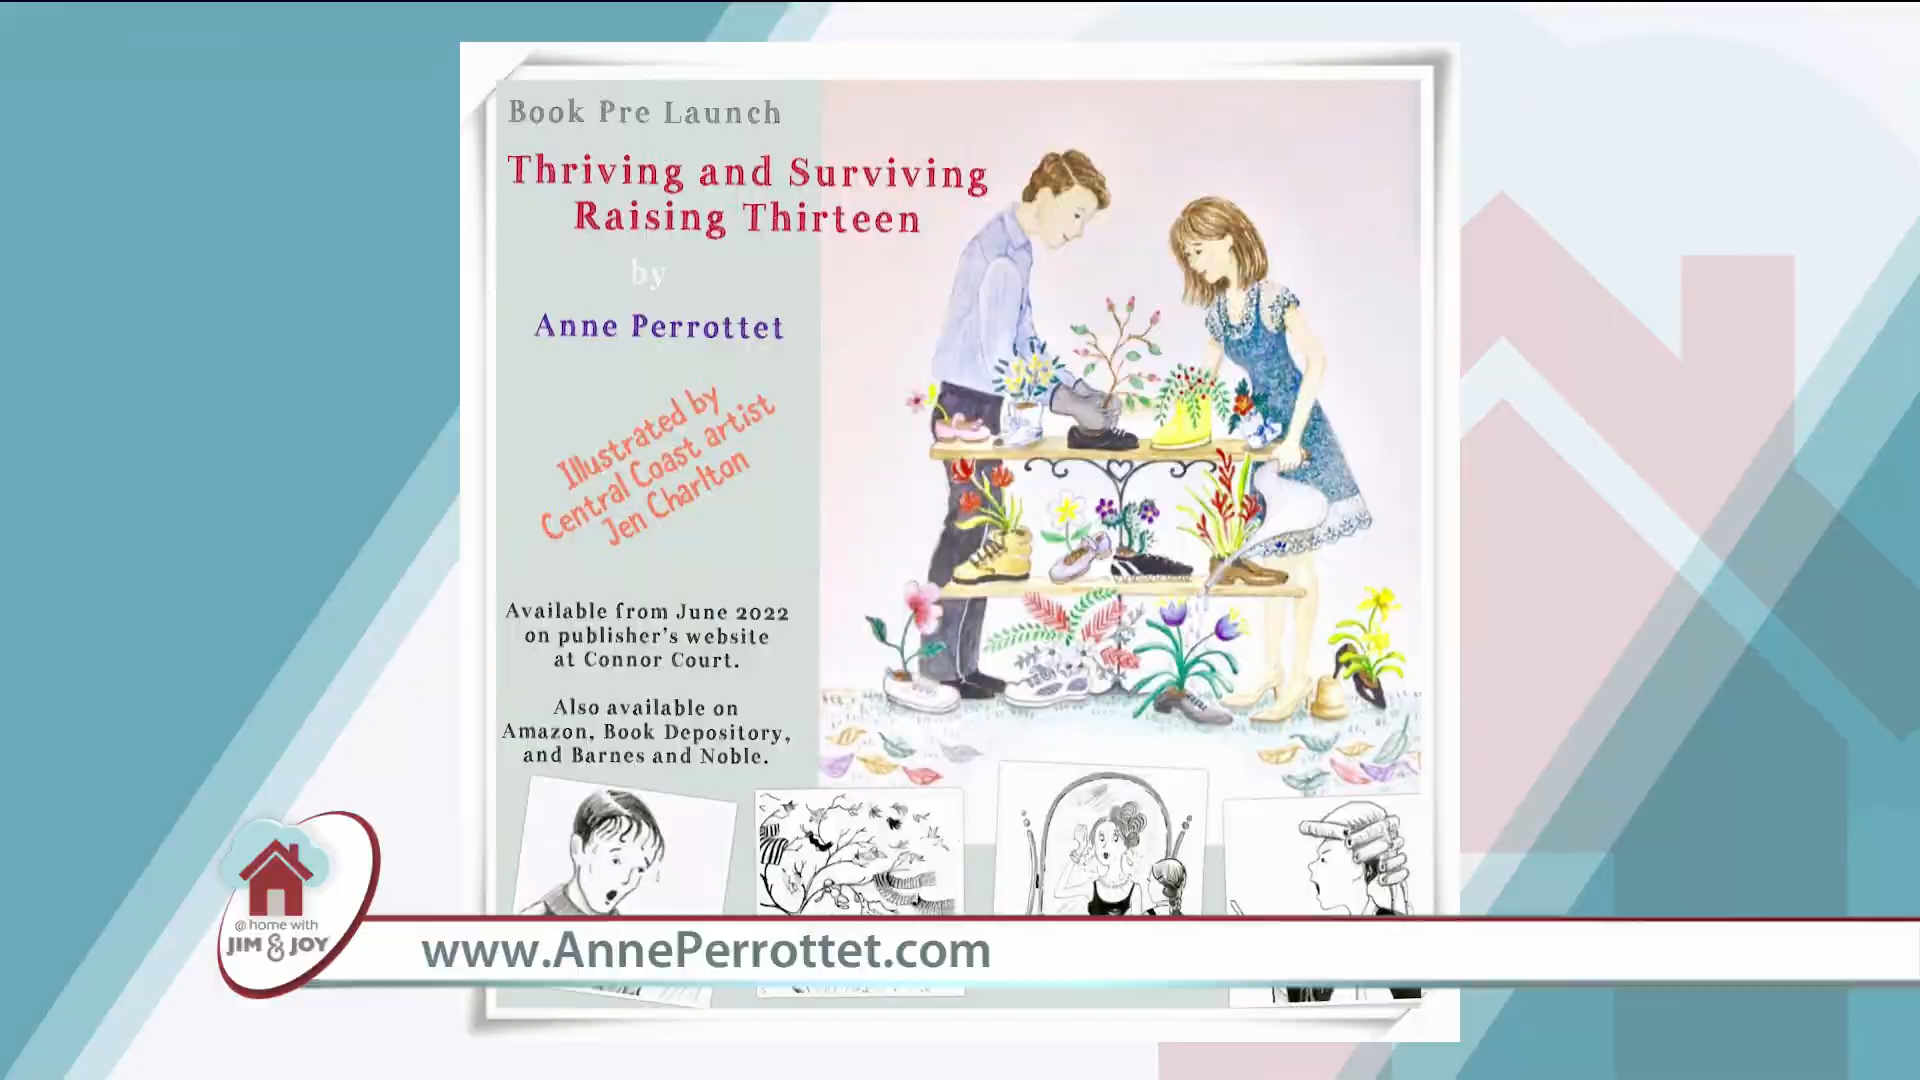 Book Pre Launch
Thriving and Surviving
Raising Thirteen
by
Anne Perrottet
Illustrated by
Central Coast artist
Jen Charlton
Available from June 2022
on publisher's website
at Connor Court.
Also available on
Amazon, Book Depository,
and Barnes and Noble.
@ home with
JIM & JOY
www.AnnePerrottet.com